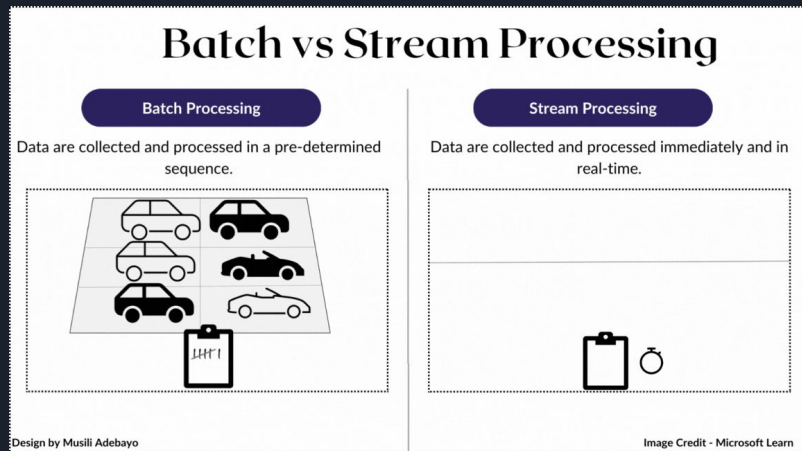 Batch vs Stream Processing
Batch Processing
Data are collected and processed in a pre-determined
sequence.
Stream Processing
Data are collected and processed immediately and in
real-time.
Design by Musili Adebayo
Image Credit - Microsoft Learn